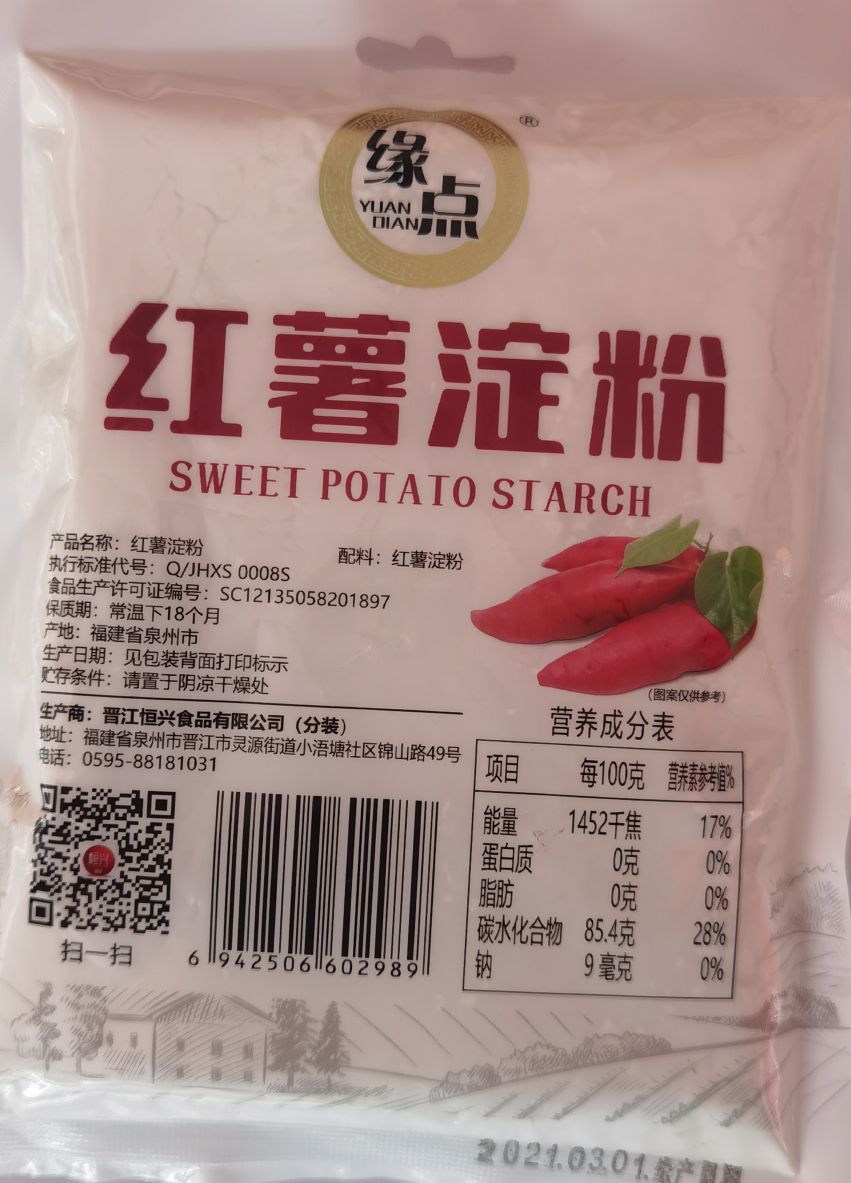 缘点
YUAN
DIAN
®
红薯淀粉
SWEET POTATO STARCH
产品名称：红薯淀粉
配料：红薯淀粉
执行标准代号：Q/JHXS 0008S
食品生产许可证编号：SC12135058201897
保质期：常温下18个月
产地：福建省泉州市
生产日期：见包装背面打印标示
贮存条件：请置于阴凉干燥处
生产商：晋江恒兴食品有限公司（分装）
地址：福建省泉州市晋江市灵源街道小浯塘社区锦山路49号
电话：0595-88181031
扫一扫
6 942506 602989
（图案仅供参考）
营养成分表
项目 每100克 营养素参考值%
能量 1452千焦 17%
蛋白质 0克 0%
脂肪 0克 0%
碳水化合物 85.4克 28%
钠 9毫克 0%
恒兴
2021.03.01.生产日期